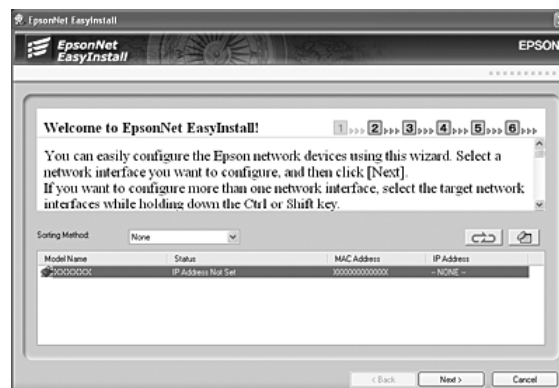 EpsonNet EasyInstall
EpsonNet
EasyInstall
EPSON
Welcome to EpsonNet EasyInstall!
1 2 3 4 5 6
You can easily configure the Epson network devices using this wizard. Select a
network interface you want to configure, and then click [Next].
If you want to configure more than one network interface, select the target network
interfaces while holding down the Ctrl or Shift key.
Sorting Method: None
Model Name Status MAC Address IP Address
XXXXXXX IP Address Not Set XXXXXXXXXXXXX -- NONE --
< Back Next > Cancel